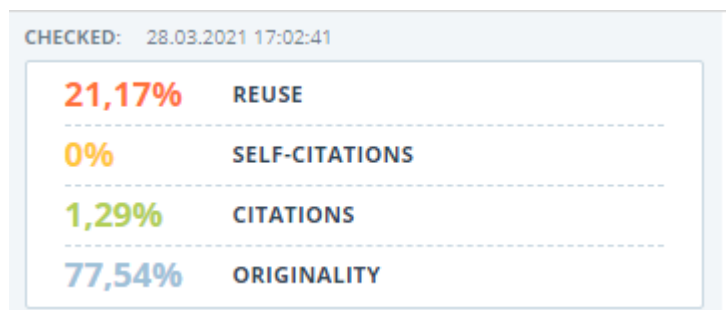 CHECKED: 28.03.2021 17:02:41
21,17% REUSE
0% SELF-CITATIONS
1,29% CITATIONS
77,54% ORIGINALITY